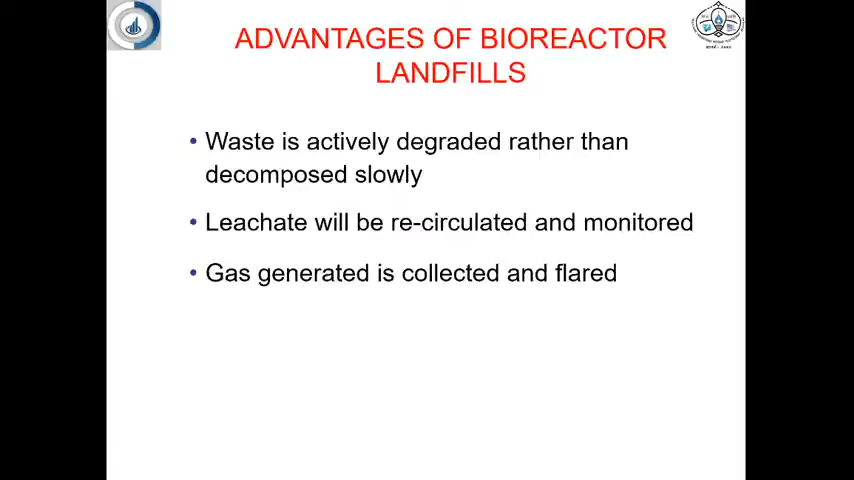 ADVANTAGES OF BIOREACTOR
LANDFILLS
• Waste is actively degraded rather than
decomposed slowly
• Leachate will be re-circulated and monitored
• Gas generated is collected and flared